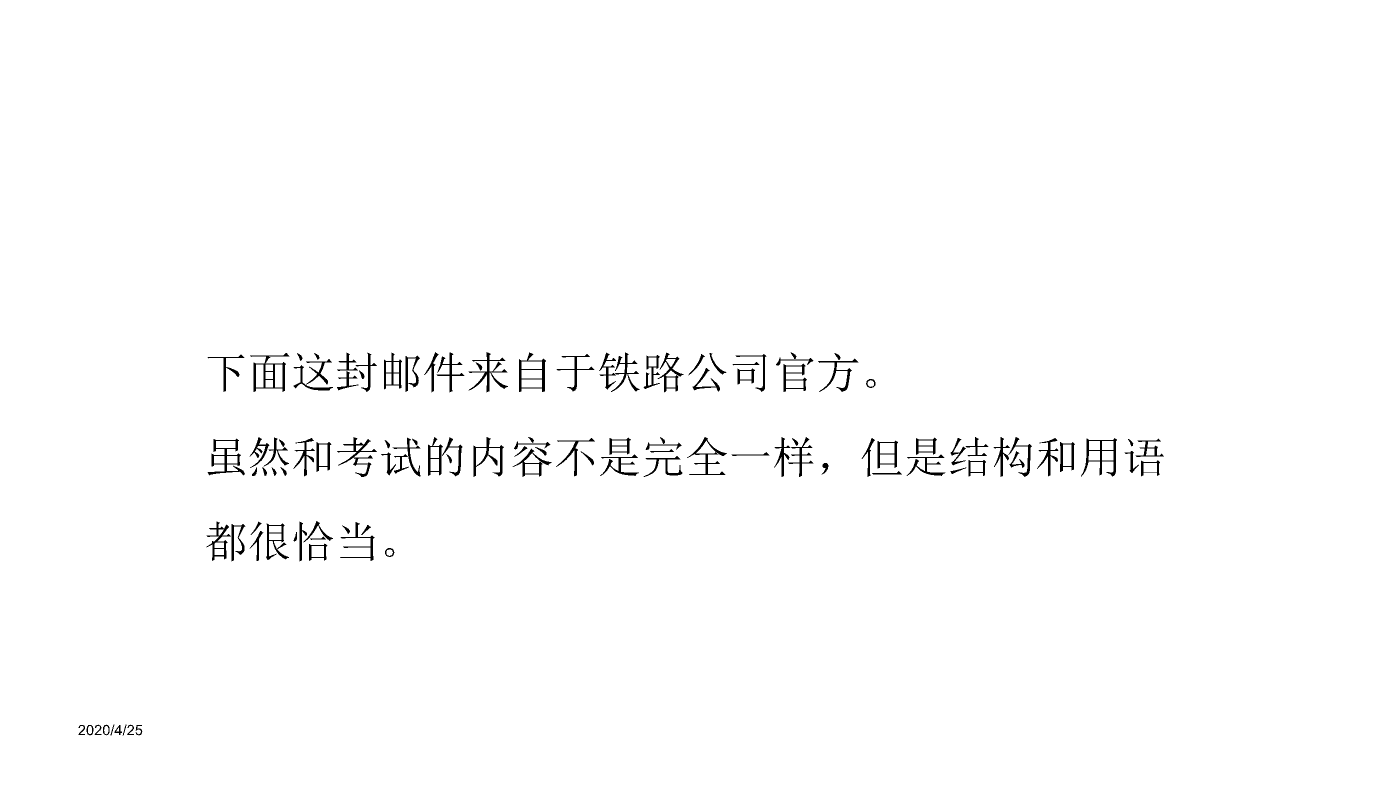 下面这封邮件来自于铁路公司官方。
虽然和考试的内容不是完全一样，但是结构和用语
都很恰当。
2020/4/25